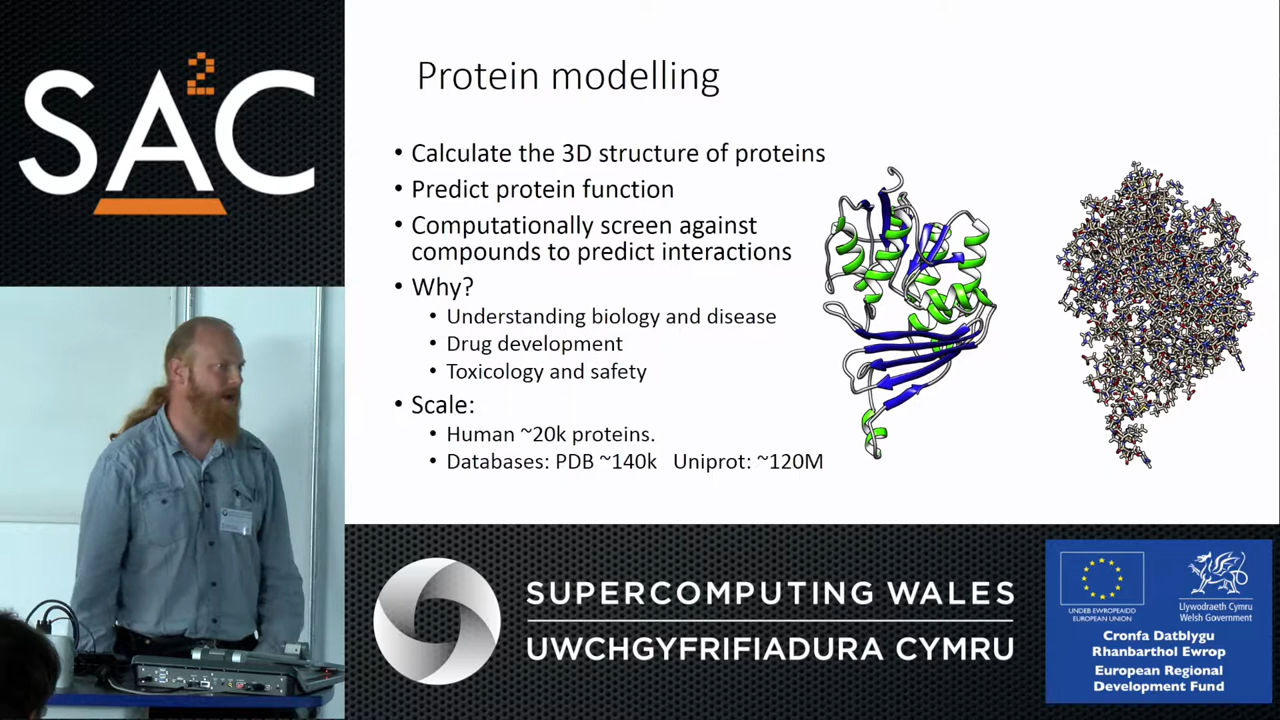 SA²C
Protein modelling
• Calculate the 3D structure of proteins
• Predict protein function
• Computationally screen against
compounds to predict interactions
• Why?
• Understanding biology and disease
• Drug development
• Toxicology and safety
• Scale:
• Human ~20k proteins.
• Databases: PDB ~140k Uniprot: ~120M
SUPERCOMPUTING WALES
UWCHGYFRIFIADURA CYMRU
UNDEB EWROPEAIDD
EUROPEAN UNION
Llywodraeth Cymru
Welsh Government
Cronfa Datblygu
Rhanbarthol Ewrop
European Regional
Development Fund